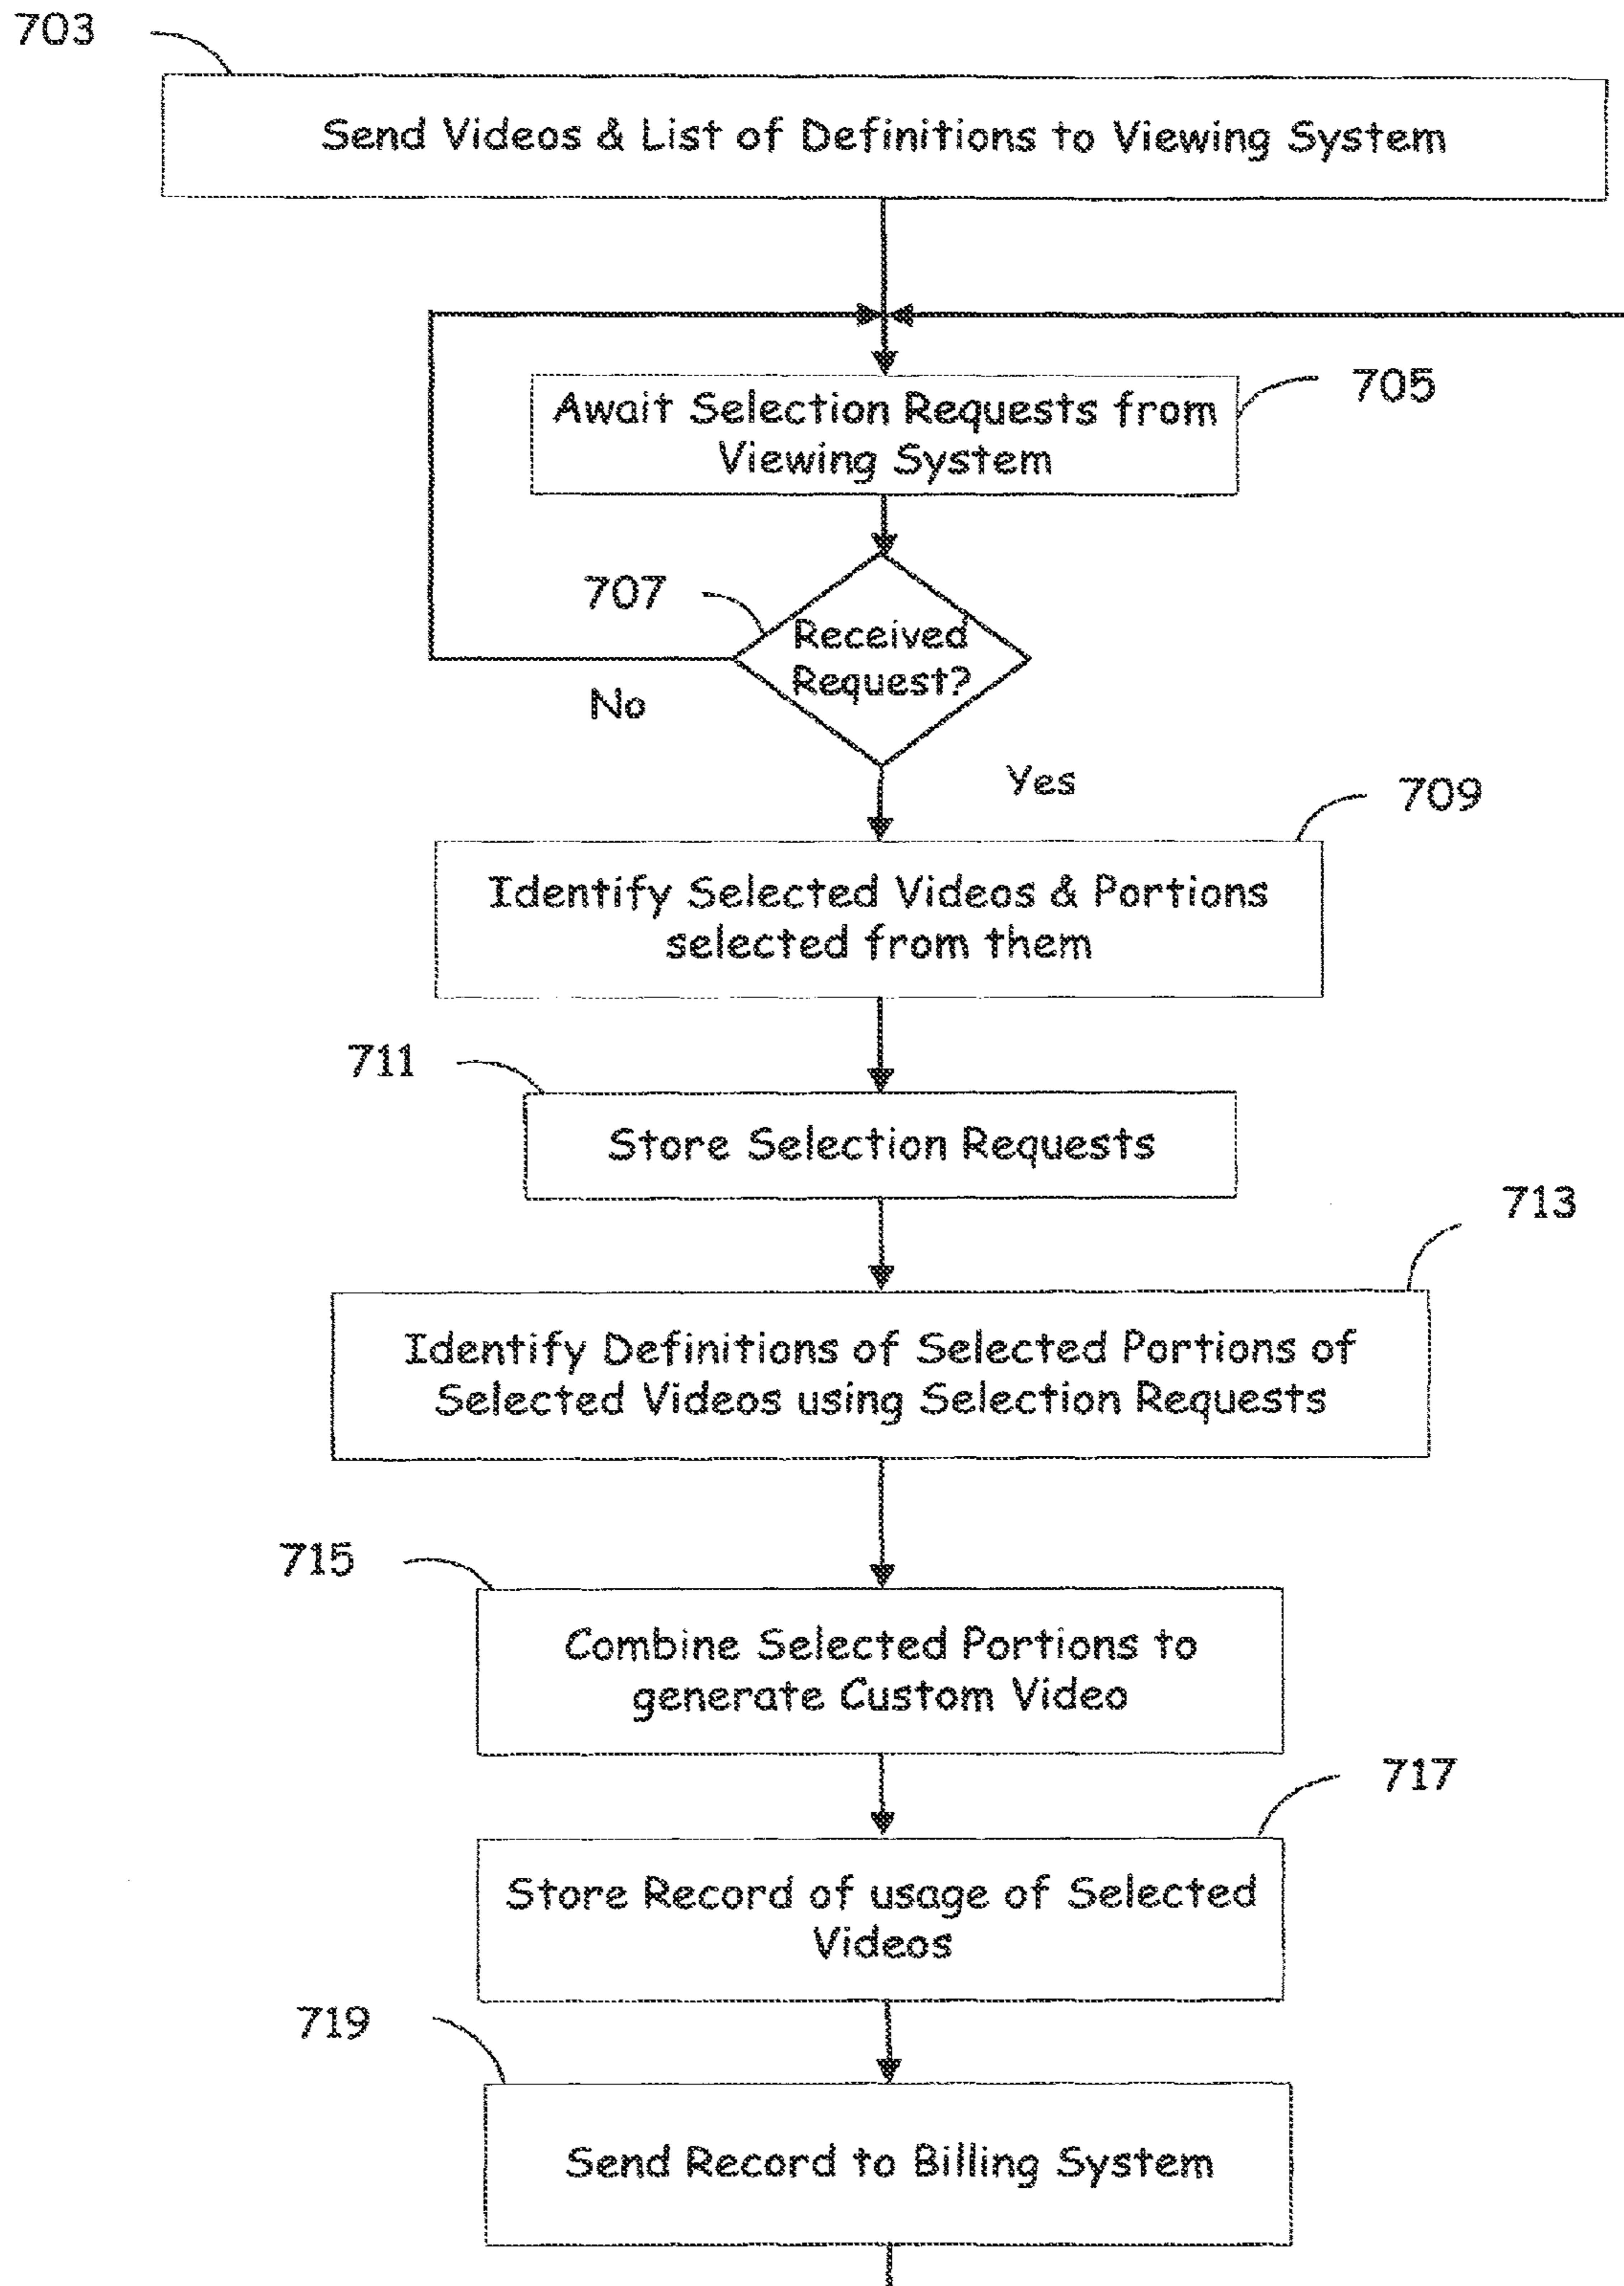 703
Send Videos & List of Definitions to Viewing System
Await Selection Requests from
Viewing System
705
707
Received
Request?
No
Yes
709
Identify Selected Videos & Portions
selected from them
711
Store Selection Requests
713
Identify Definitions of Selected Portions of
Selected Videos using Selection Requests
715
Combine Selected Portions to
generate Custom Video
717
Store Record of usage of Selected
Videos
719
Send Record to Billing System